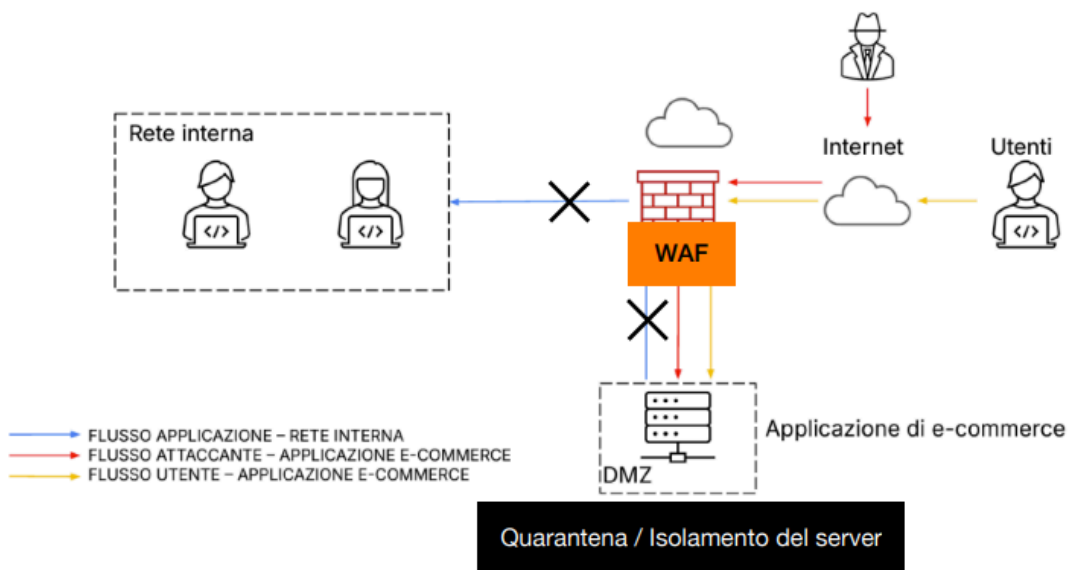 Rete interna
Internet
Utenti
WAF
Applicazione di e-commerce
FLUSSO APPLICAZIONE – RETE INTERNA
FLUSSO ATTACCANTE – APPLICAZIONE E-COMMERCE
FLUSSO UTENTE – APPLICAZIONE E-COMMERCE
DMZ
Quarantena / Isolamento del server